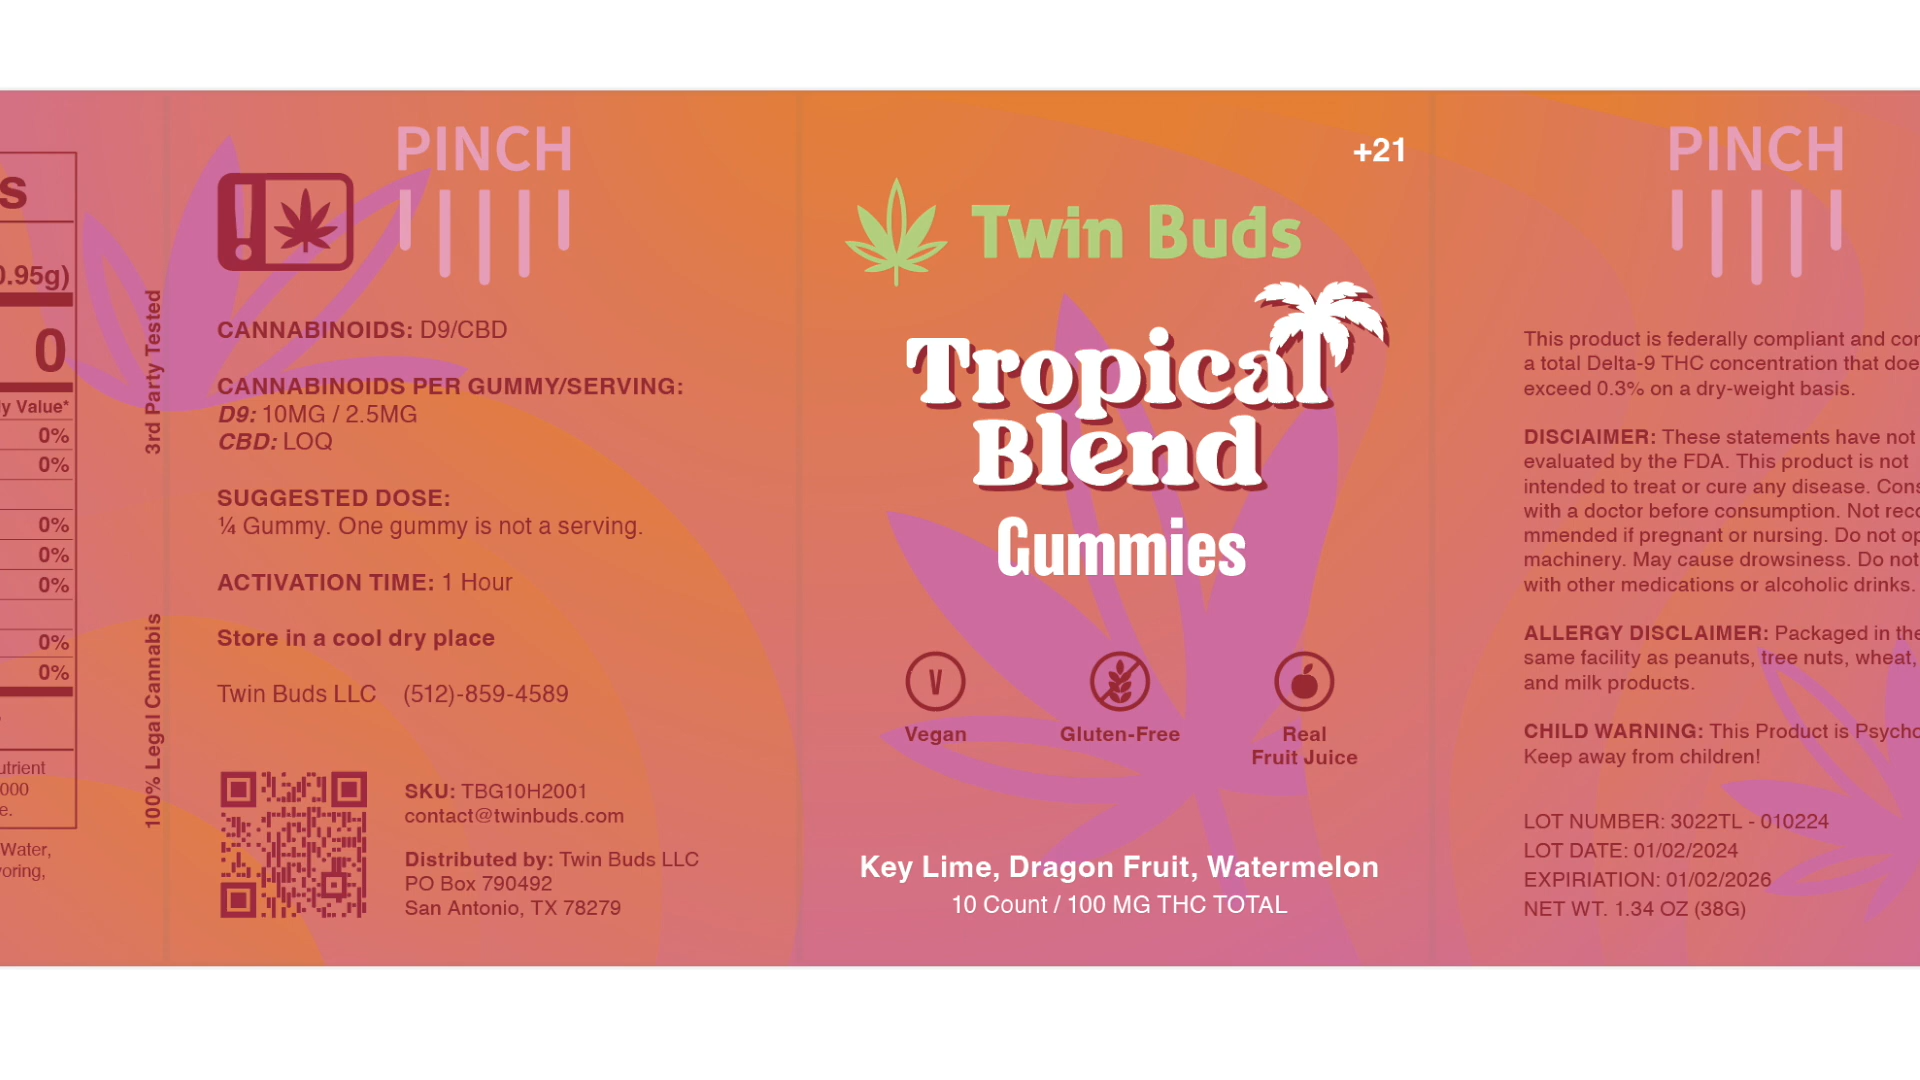 s
0.95g)
0
y Value*
0%
0%
0%
0%
0%
0%
0%
utrient
000
e.
Water,
oring,
3rd Party Tested
100% Legal Cannabis
PINCH
CANNABINOIDS: D9/CBD
CANNABINOIDS PER GUMMY/SERVING:
D9: 10MG / 2.5MG
CBD: LOQ
SUGGESTED DOSE:
¼ Gummy. One gummy is not a serving.
ACTIVATION TIME: 1 Hour
Store in a cool dry place
Twin Buds LLC (512)-859-4589
SKU: TBG10H2001
contact@twinbuds.com
Distributed by: Twin Buds LLC
PO Box 790492
San Antonio, TX 78279
+21
Twin Buds
Tropical
Blend
Gummies
V
Vegan
Gluten-Free
Real
Fruit Juice
Key Lime, Dragon Fruit, Watermelon
10 Count / 100 MG THC TOTAL
PINCH
This product is federally compliant and con
a total Delta-9 THC concentration that doe
exceed 0.3% on a dry-weight basis.
DISCIAIMER: These statements have not
evaluated by the FDA. This product is not
intended to treat or cure any disease. Cons
with a doctor before consumption. Not reco
mmended if pregnant or nursing. Do not op
machinery. May cause drowsiness. Do not
with other medications or alcoholic drinks.
ALLERGY DISCLAIMER: Packaged in the
same facility as peanuts, tree nuts, wheat,
and milk products.
CHILD WARNING: This Product is Psycho
Keep away from children!
LOT NUMBER: 3022TL - 010224
LOT DATE: 01/02/2024
EXPIRIATION: 01/02/2026
NET WT. 1.34 OZ (38G)